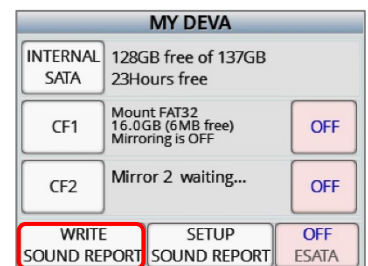 MY DEVA
INTERNAL
SATA
128GB free of 137GB
23Hours free
CF1
Mount FAT32
16.0GB (6MB free)
Mirroring is OFF
OFF
CF2
Mirror 2 waiting...
OFF
WRITE
SOUND REPORT
SETUP
SOUND REPORT
OFF
ESATA